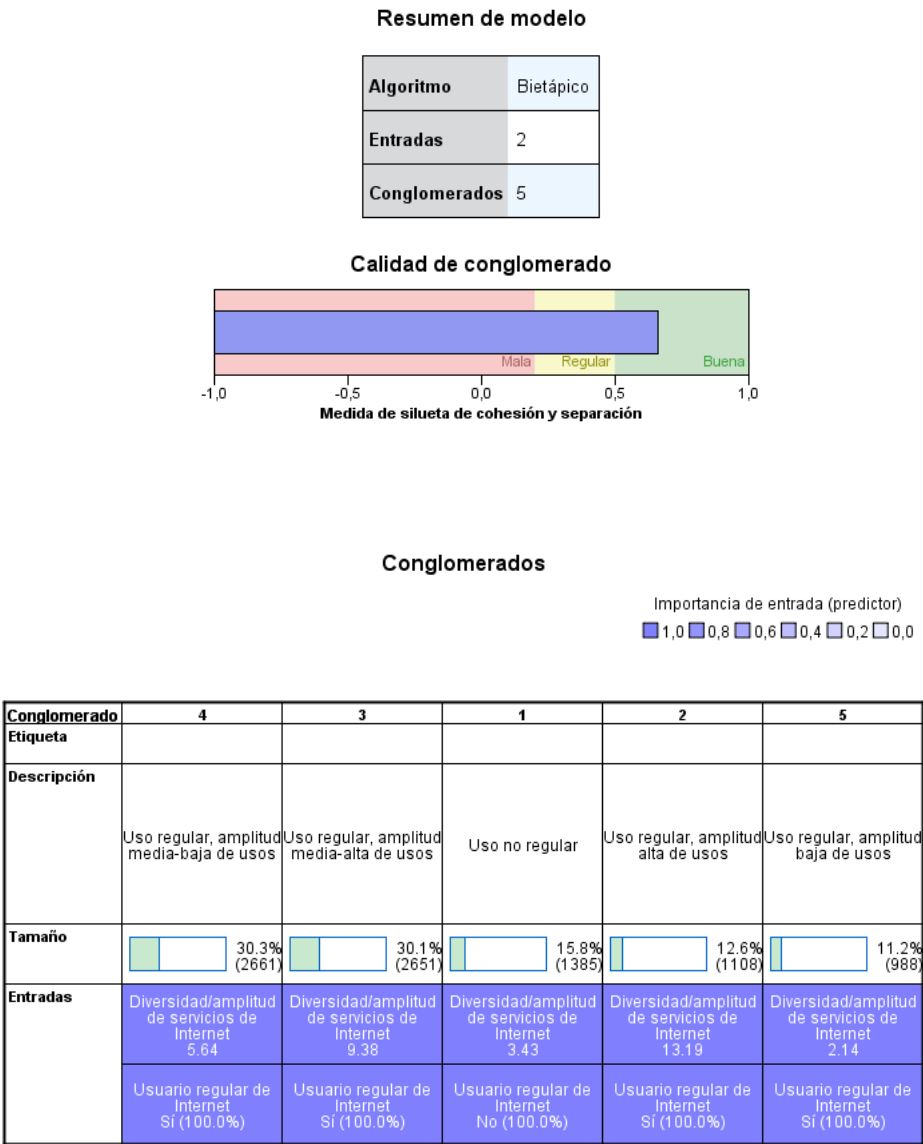 Resumen de modelo
Algoritmo Bietápico
Entradas 2
Conglomerados 5
Calidad de conglomerado
Mala Regular Buena
-1,0 -0,5 0,0 0,5 1,0
Medida de silueta de cohesión y separación
Conglomerados
Importancia de entrada (predictor)
1,0 0,8 0,6 0,4 0,2 0,0
Conglomerado 4 3 1 2 5
Etiqueta
Descripción
Uso regular, amplitud
media-baja de usos
Uso regular, amplitud
media-alta de usos
Uso no regular
Uso regular, amplitud
alta de usos
Uso regular, amplitud
baja de usos
Tamaño
30.3%
(2661)
30.1%
(2651)
15.8%
(1385)
12.6%
(1108)
11.2%
(988)
Entradas
Diversidad/amplitud
de servicios de
Internet
5.64
Diversidad/amplitud
de servicios de
Internet
9.38
Diversidad/amplitud
de servicios de
Internet
3.43
Diversidad/amplitud
de servicios de
Internet
13.19
Diversidad/amplitud
de servicios de
Internet
2.14
Usuario regular de
Internet
Sí (100.0%)
Usuario regular de
Internet
Sí (100.0%)
Usuario regular de
Internet
No (100.0%)
Usuario regular de
Internet
Sí (100.0%)
Usuario regular de
Internet
Sí (100.0%)